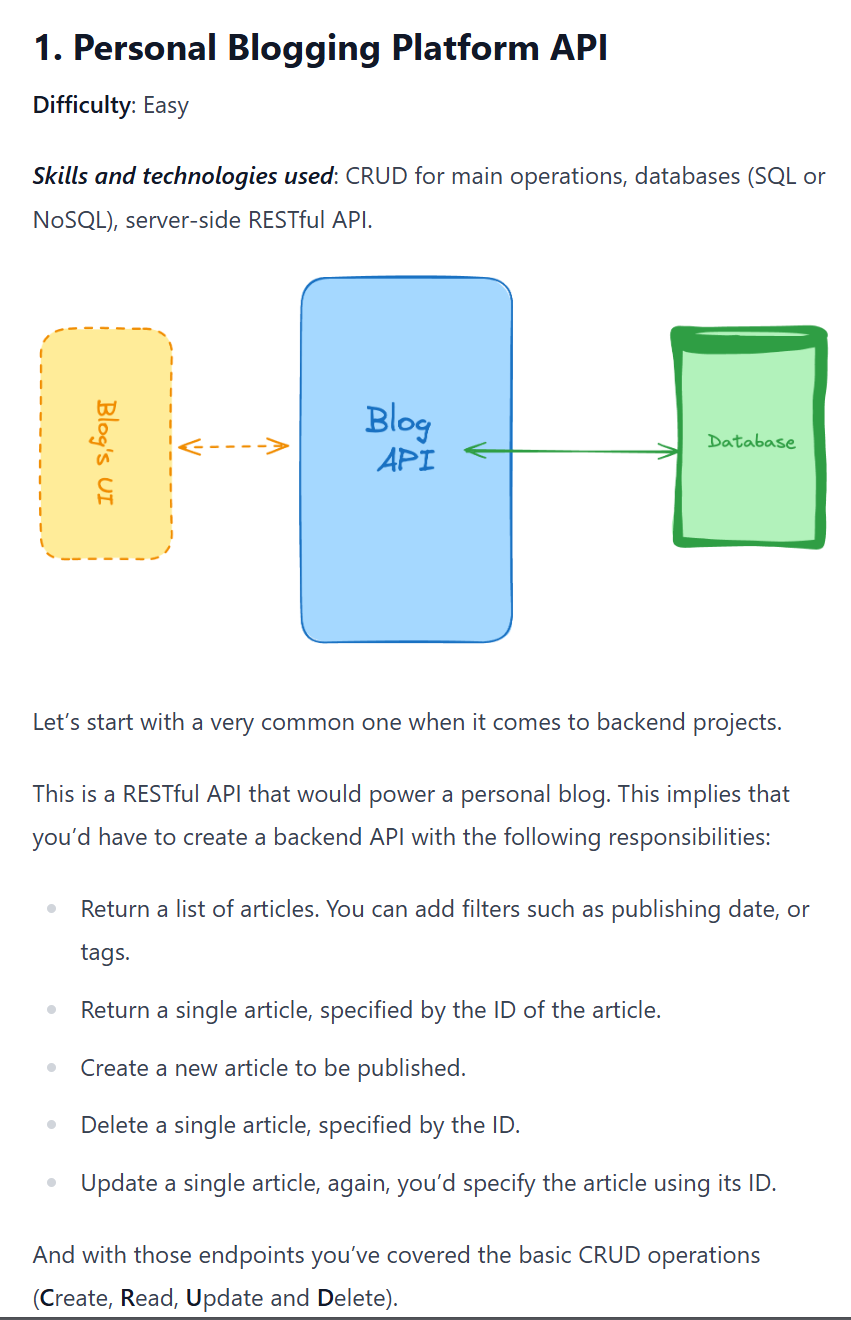 1. Personal Blogging Platform API
Difficulty: Easy
Skills and technologies used: CRUD for main operations, databases (SQL or
NoSQL), server-side RESTful API.
Blog's UI
Blog
API
Database
Let’s start with a very common one when it comes to backend projects.
This is a RESTful API that would power a personal blog. This implies that
you’d have to create a backend API with the following responsibilities:
Return a list of articles. You can add filters such as publishing date, or
tags.
Return a single article, specified by the ID of the article.
Create a new article to be published.
Delete a single article, specified by the ID.
Update a single article, again, you’d specify the article using its ID.
And with those endpoints you’ve covered the basic CRUD operations
(Create, Read, Update and Delete).